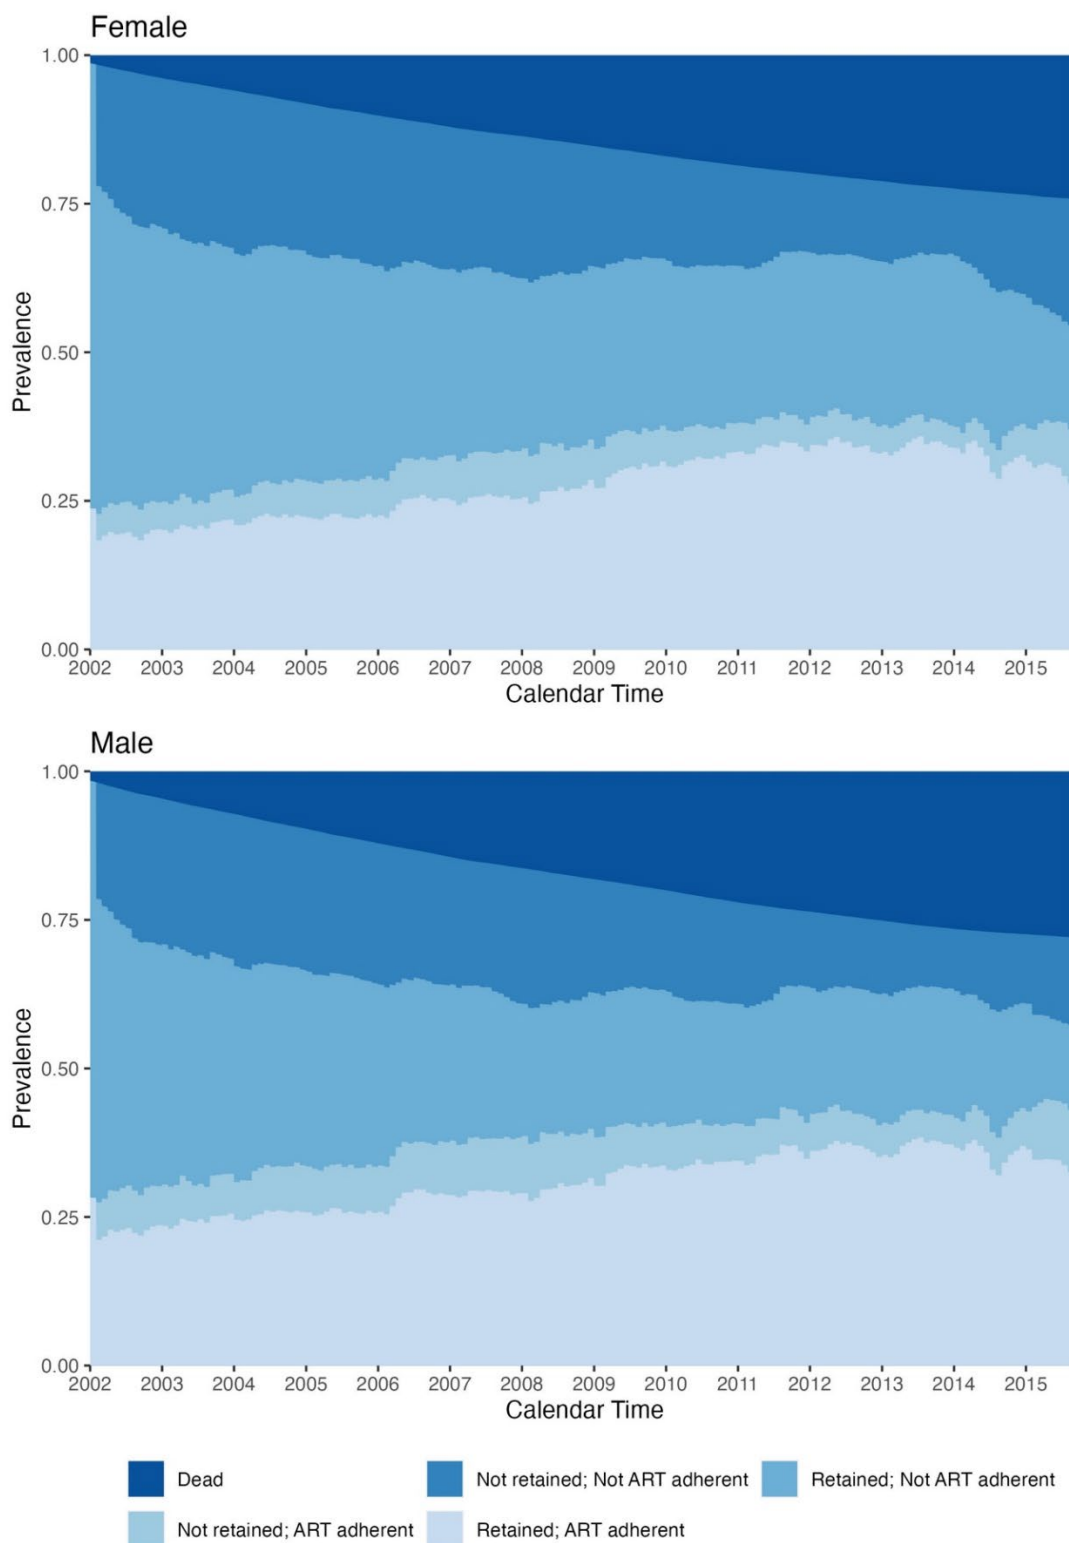 Female
1.00
0.75
0.50
0.25
0.00
Prevalence
2002 2003 2004 2005 2006 2007 2008 2009 2010 2011 2012 2013 2014 2015
Calendar Time
Male
1.00
0.75
0.50
0.25
0.00
Prevalence
2002 2003 2004 2005 2006 2007 2008 2009 2010 2011 2012 2013 2014 2015
Calendar Time
Dead Not retained; Not ART adherent Retained; Not ART adherent
Not retained; ART adherent Retained; ART adherent